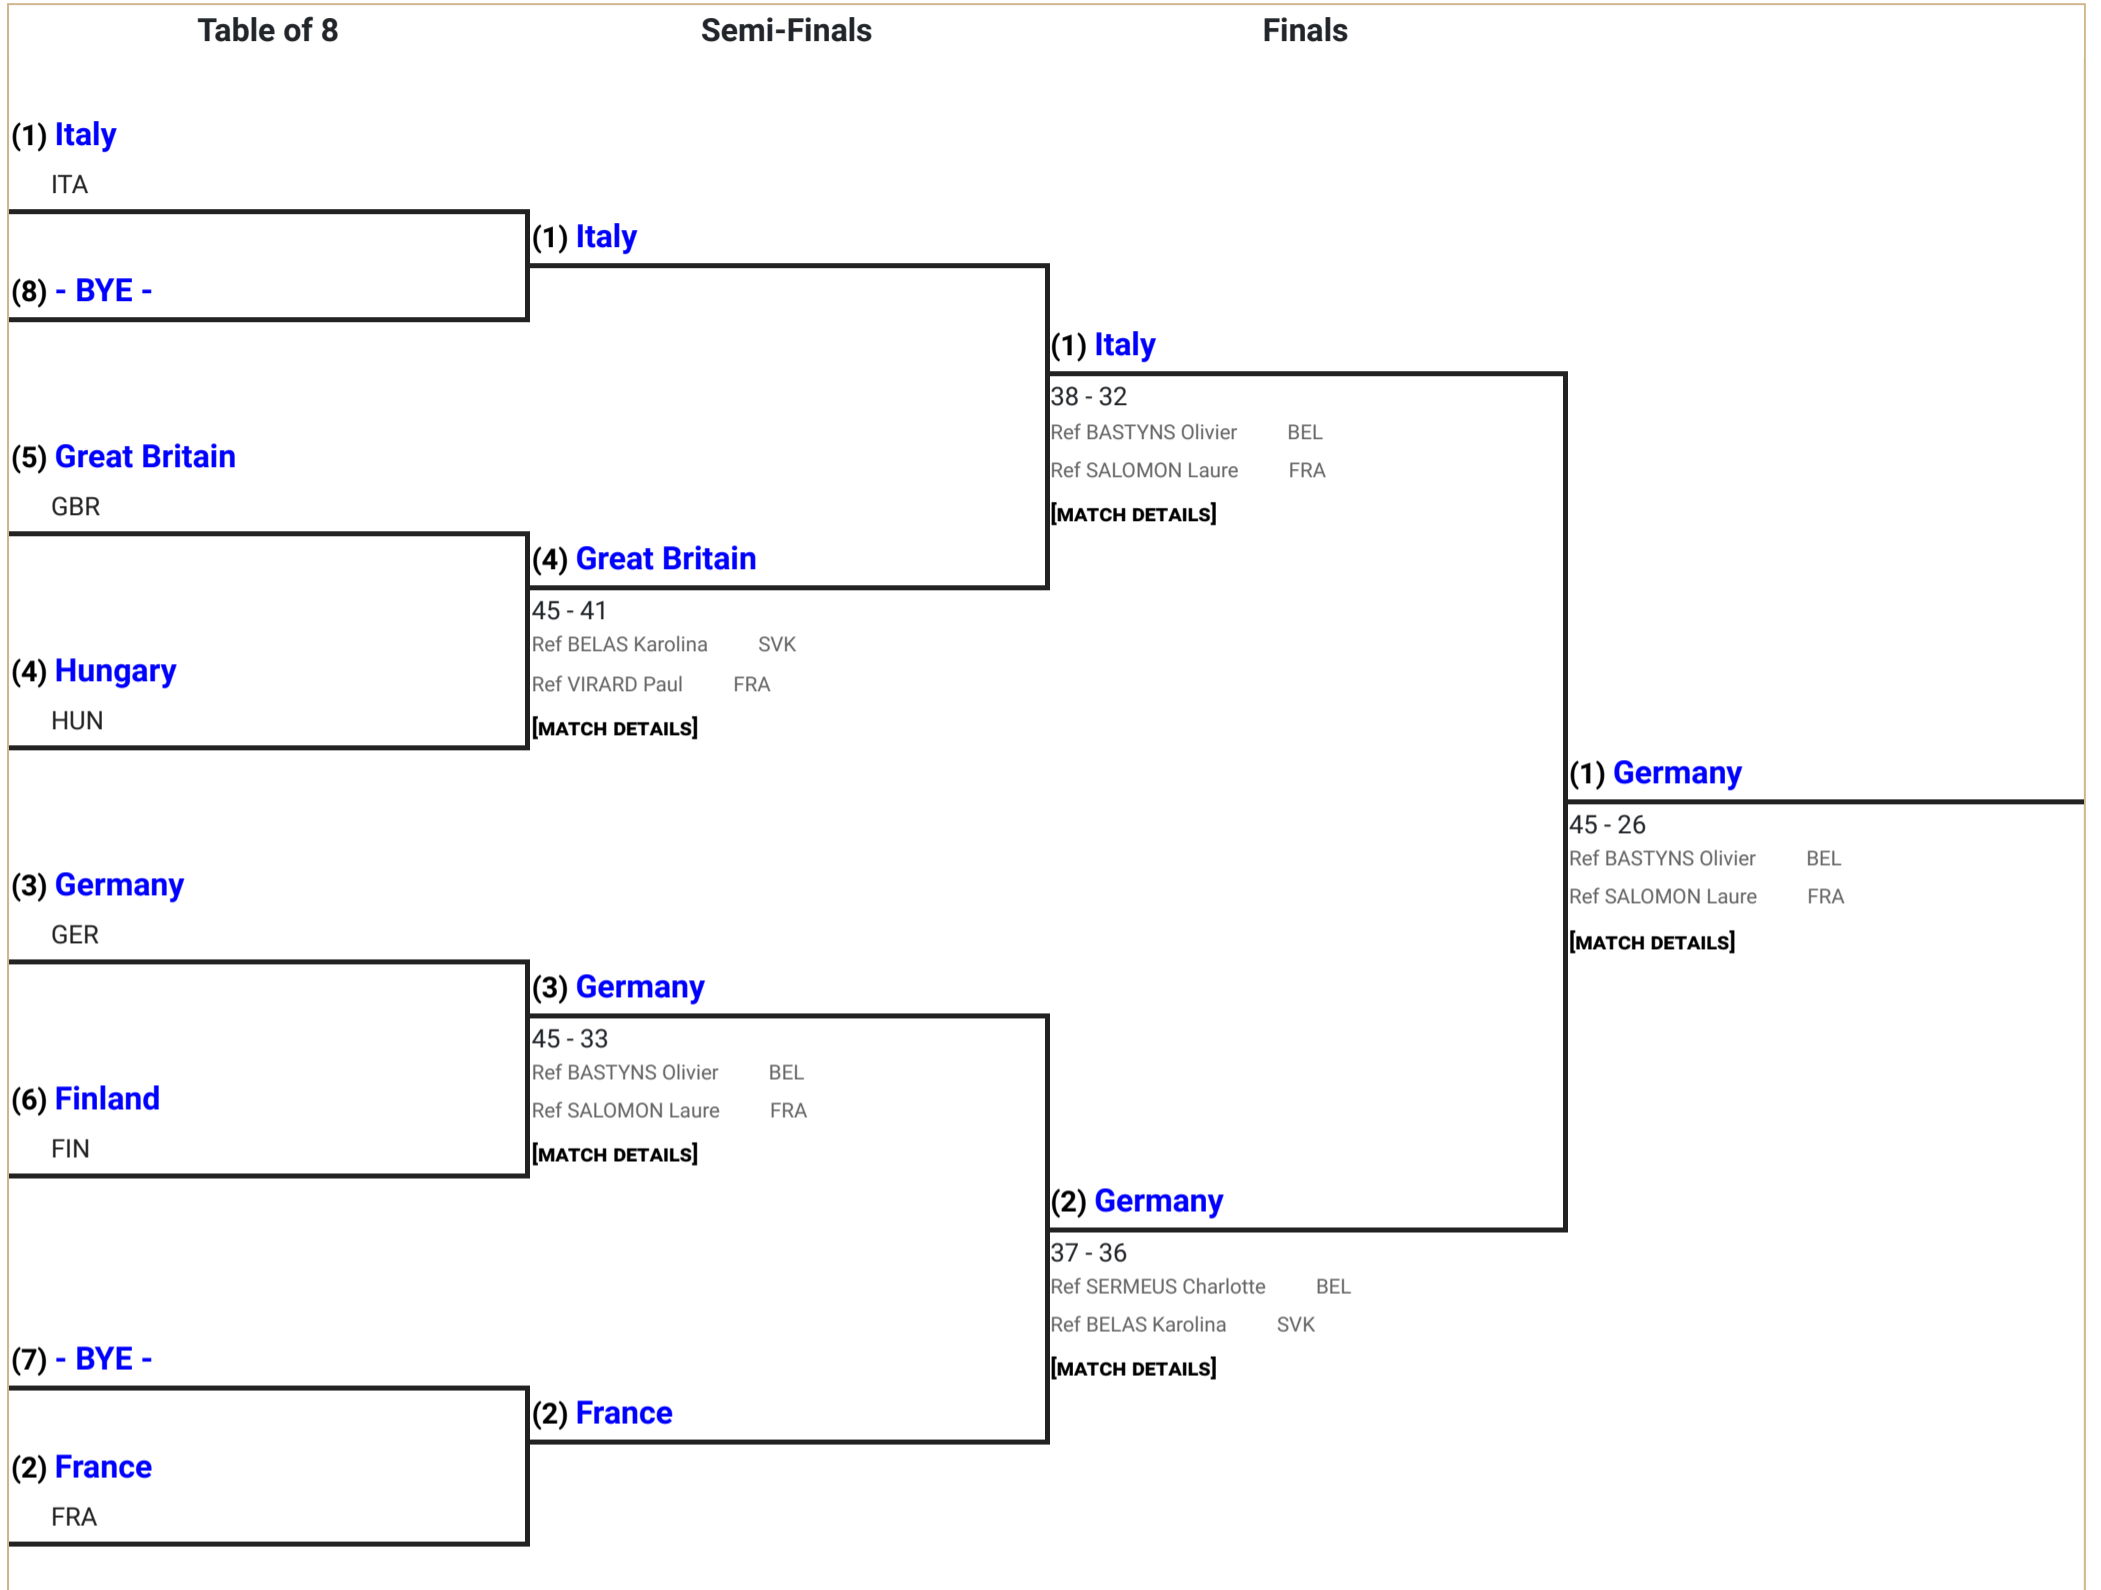 Table of 8
Semi-Finals
Finals
(1) Italy
ITA
(8) - BYE -
(5) Great Britain
GBR
(4) Hungary
HUN
(3) Germany
GER
(6) Finland
FIN
(7) - BYE -
(2) France
FRA
(1) Italy
(4) Great Britain
45 - 41
Ref BELAS Karolina SVK
Ref VIRARD Paul FRA
[MATCH DETAILS]
(3) Germany
45 - 33
Ref BASTYNS Olivier BEL
Ref SALOMON Laure FRA
[MATCH DETAILS]
(2) France
(1) Italy
38 - 32
Ref BASTYNS Olivier BEL
Ref SALOMON Laure FRA
[MATCH DETAILS]
(2) Germany
37 - 36
Ref SERMEUS Charlotte BEL
Ref BELAS Karolina SVK
[MATCH DETAILS]
(1) Germany
45 - 26
Ref BASTYNS Olivier BEL
Ref SALOMON Laure FRA
[MATCH DETAILS]